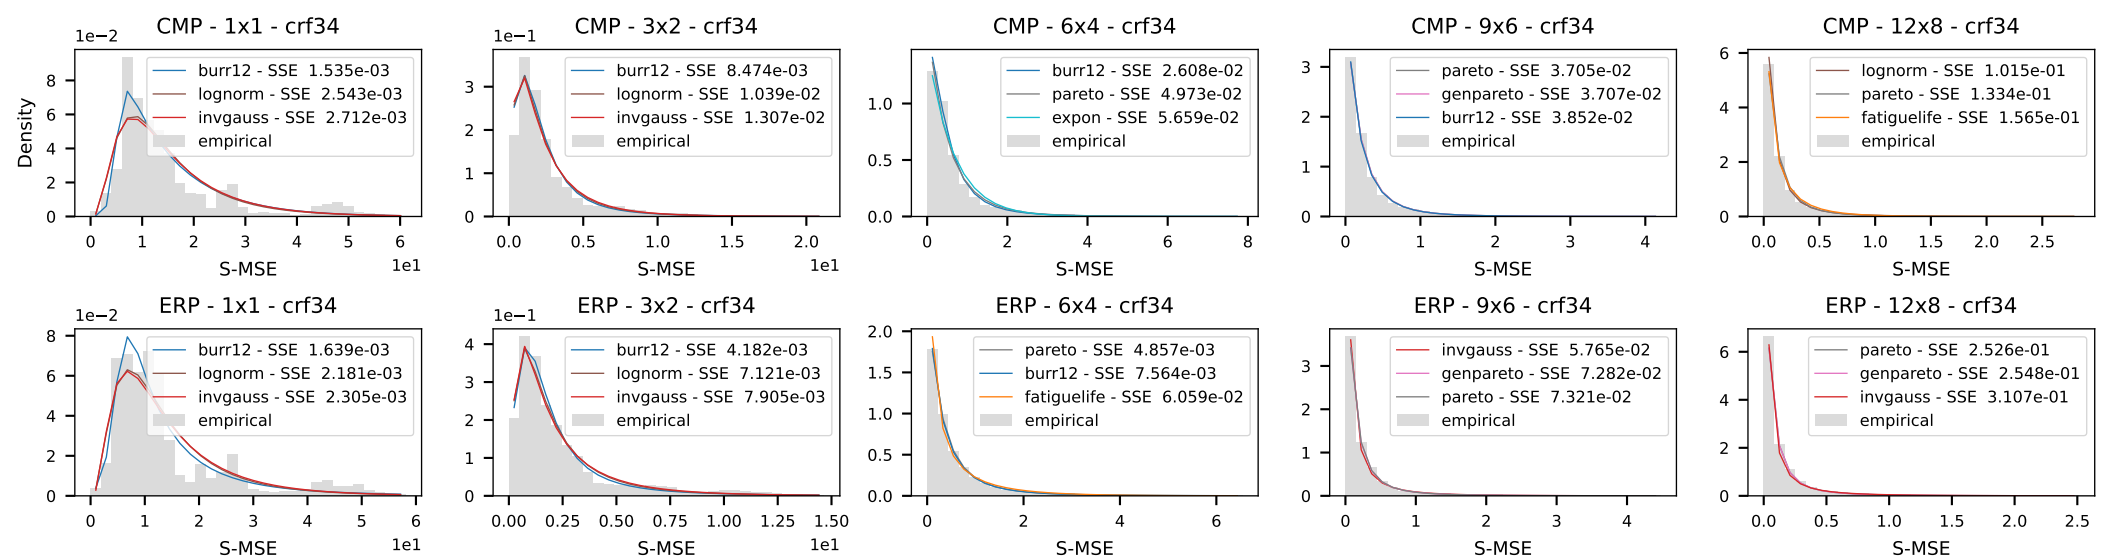 CMP - 1x1 - crf34
1e−2
Density
8
6
4
2
0
burr12 - SSE 1.535e-03
lognorm - SSE 2.543e-03
invgauss - SSE 2.712e-03
empirical
0 1 2 3 4 5 6
1e1
S-MSE
CMP - 3x2 - crf34
1e−1
3
2
1
0
burr12 - SSE 8.474e-03
lognorm - SSE 1.039e-02
invgauss - SSE 1.307e-02
empirical
0.0 0.5 1.0 1.5 2.0
1e1
S-MSE
CMP - 6x4 - crf34
1.0
0.5
0.0
burr12 - SSE 2.608e-02
pareto - SSE 4.973e-02
expon - SSE 5.659e-02
empirical
0 2 4 6 8
S-MSE
CMP - 9x6 - crf34
3
2
1
0
pareto - SSE 3.705e-02
genpareto - SSE 3.707e-02
burr12 - SSE 3.852e-02
empirical
0 1 2 3 4
S-MSE
CMP - 12x8 - crf34
6
4
2
0
lognorm - SSE 1.015e-01
pareto - SSE 1.334e-01
fatiguelife - SSE 1.565e-01
empirical
0.0 0.5 1.0 1.5 2.0 2.5
S-MSE
ERP - 1x1 - crf34
1e−2
8
6
4
2
0
burr12 - SSE 1.639e-03
lognorm - SSE 2.181e-03
invgauss - SSE 2.305e-03
empirical
0 1 2 3 4 5 6
1e1
S-MSE
ERP - 3x2 - crf34
1e−1
4
3
2
1
0
burr12 - SSE 4.182e-03
lognorm - SSE 7.121e-03
invgauss - SSE 7.905e-03
empirical
0.00 0.25 0.50 0.75 1.00 1.25 1.50
1e1
S-MSE
ERP - 6x4 - crf34
2.0
1.5
1.0
0.5
0.0
pareto - SSE 4.857e-03
burr12 - SSE 7.564e-03
fatiguelife - SSE 6.059e-02
empirical
0 2 4 6
S-MSE
ERP - 9x6 - crf34
3
2
1
0
invgauss - SSE 5.765e-02
genpareto - SSE 7.282e-02
pareto - SSE 7.321e-02
empirical
0 1 2 3 4
S-MSE
ERP - 12x8 - crf34
6
4
2
0
pareto - SSE 2.526e-01
genpareto - SSE 2.548e-01
invgauss - SSE 3.107e-01
empirical
0.0 0.5 1.0 1.5 2.0 2.5
S-MSE